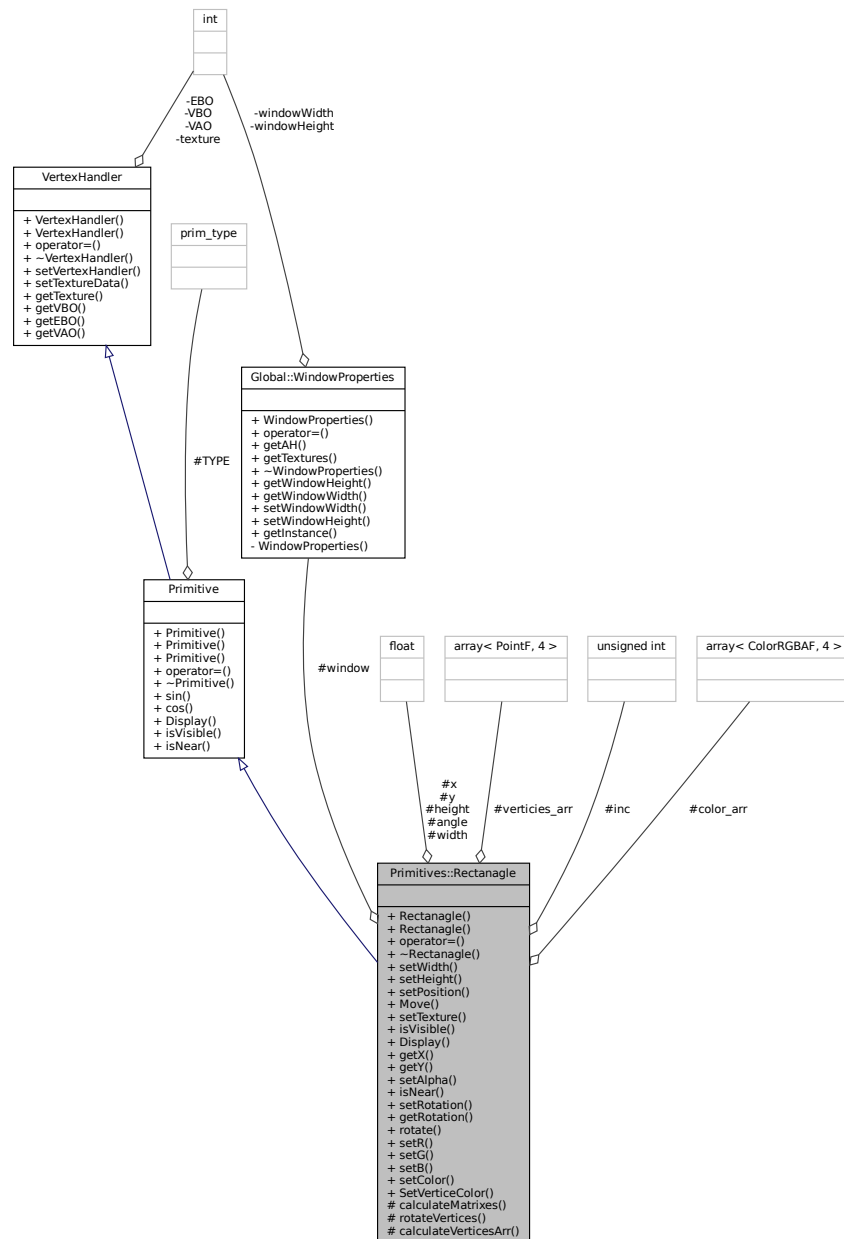 int
-EBO
-VBO
-VAO
-texture
-windowWidth
-windowHeight
VertexHandler
+ VertexHandler()
+ VertexHandler()
+ operator=()
+ ~VertexHandler()
+ setVertexHandler()
+ setTextureData()
+ getTexture()
+ getVBO()
+ getEBO()
+ getVAO()
prim_type
#TYPE
Global::WindowProperties
+ WindowProperties()
+ operator=()
+ getAH()
+ getTextures()
+ ~WindowProperties()
+ getWindowHeight()
+ getWindowWidth()
+ setWindowWidth()
+ setWindowHeight()
+ getInstance()
- WindowProperties()
Primitive
+ Primitive()
+ Primitive()
+ Primitive()
+ operator=()
+ ~Primitive()
+ sin()
+ cos()
+ Display()
+ isVisible()
+ isNear()
#window
float
array< PointF, 4 >
unsigned int
array< ColorRGBAF, 4 >
#x
#y
#height
#angle
#width
#verticies_arr
#inc
#color_arr
Primitives::Rectanagle
+ Rectanagle()
+ Rectanagle()
+ operator=()
+ ~Rectanagle()
+ setWidth()
+ setHeight()
+ setPosition()
+ Move()
+ setTexture()
+ isVisible()
+ Display()
+ getX()
+ getY()
+ setAlpha()
+ isNear()
+ setRotation()
+ getRotation()
+ rotate()
+ setR()
+ setG()
+ setB()
+ setColor()
+ SetVerticeColor()
# calculateMatrixes()
# rotateVertices()
# calculateVerticesArr()